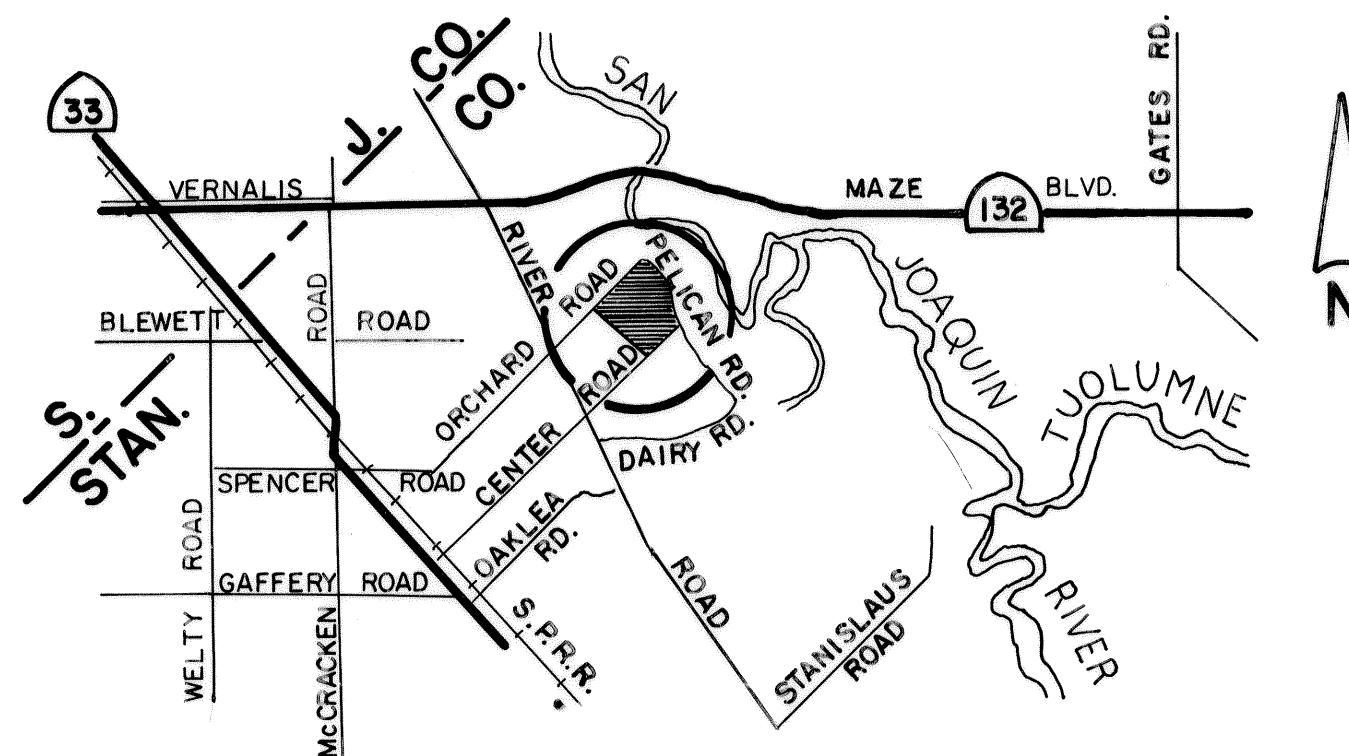 33
S. J. CO.
STAN. CO.
SAN JOAQUIN RIVER
GATES RD.
VERNALIS ROAD
MAZE BLVD.
132
RIVER ROAD
PELICAN RD.
ORCHARD ROAD
BLEWETT ROAD
CENTER ROAD
DAIRY RD.
TUOLUMNE
SPENCER ROAD
OAKLEA RD.
WELTY ROAD
GAFFERY ROAD
McCRACKEN
S.P.R.R.
STANISLAUS ROAD
N